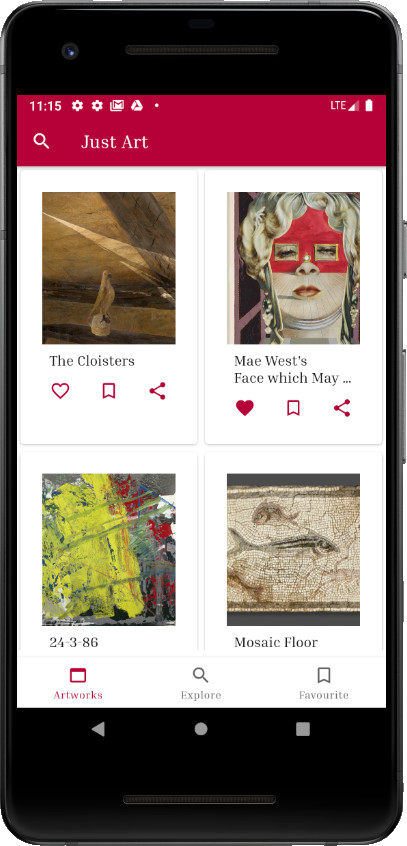 11:15
LTE
Just Art
The Cloisters
Mae West's
Face which May ...
24-3-86
Mosaic Floor
Artworks
Explore
Favourite